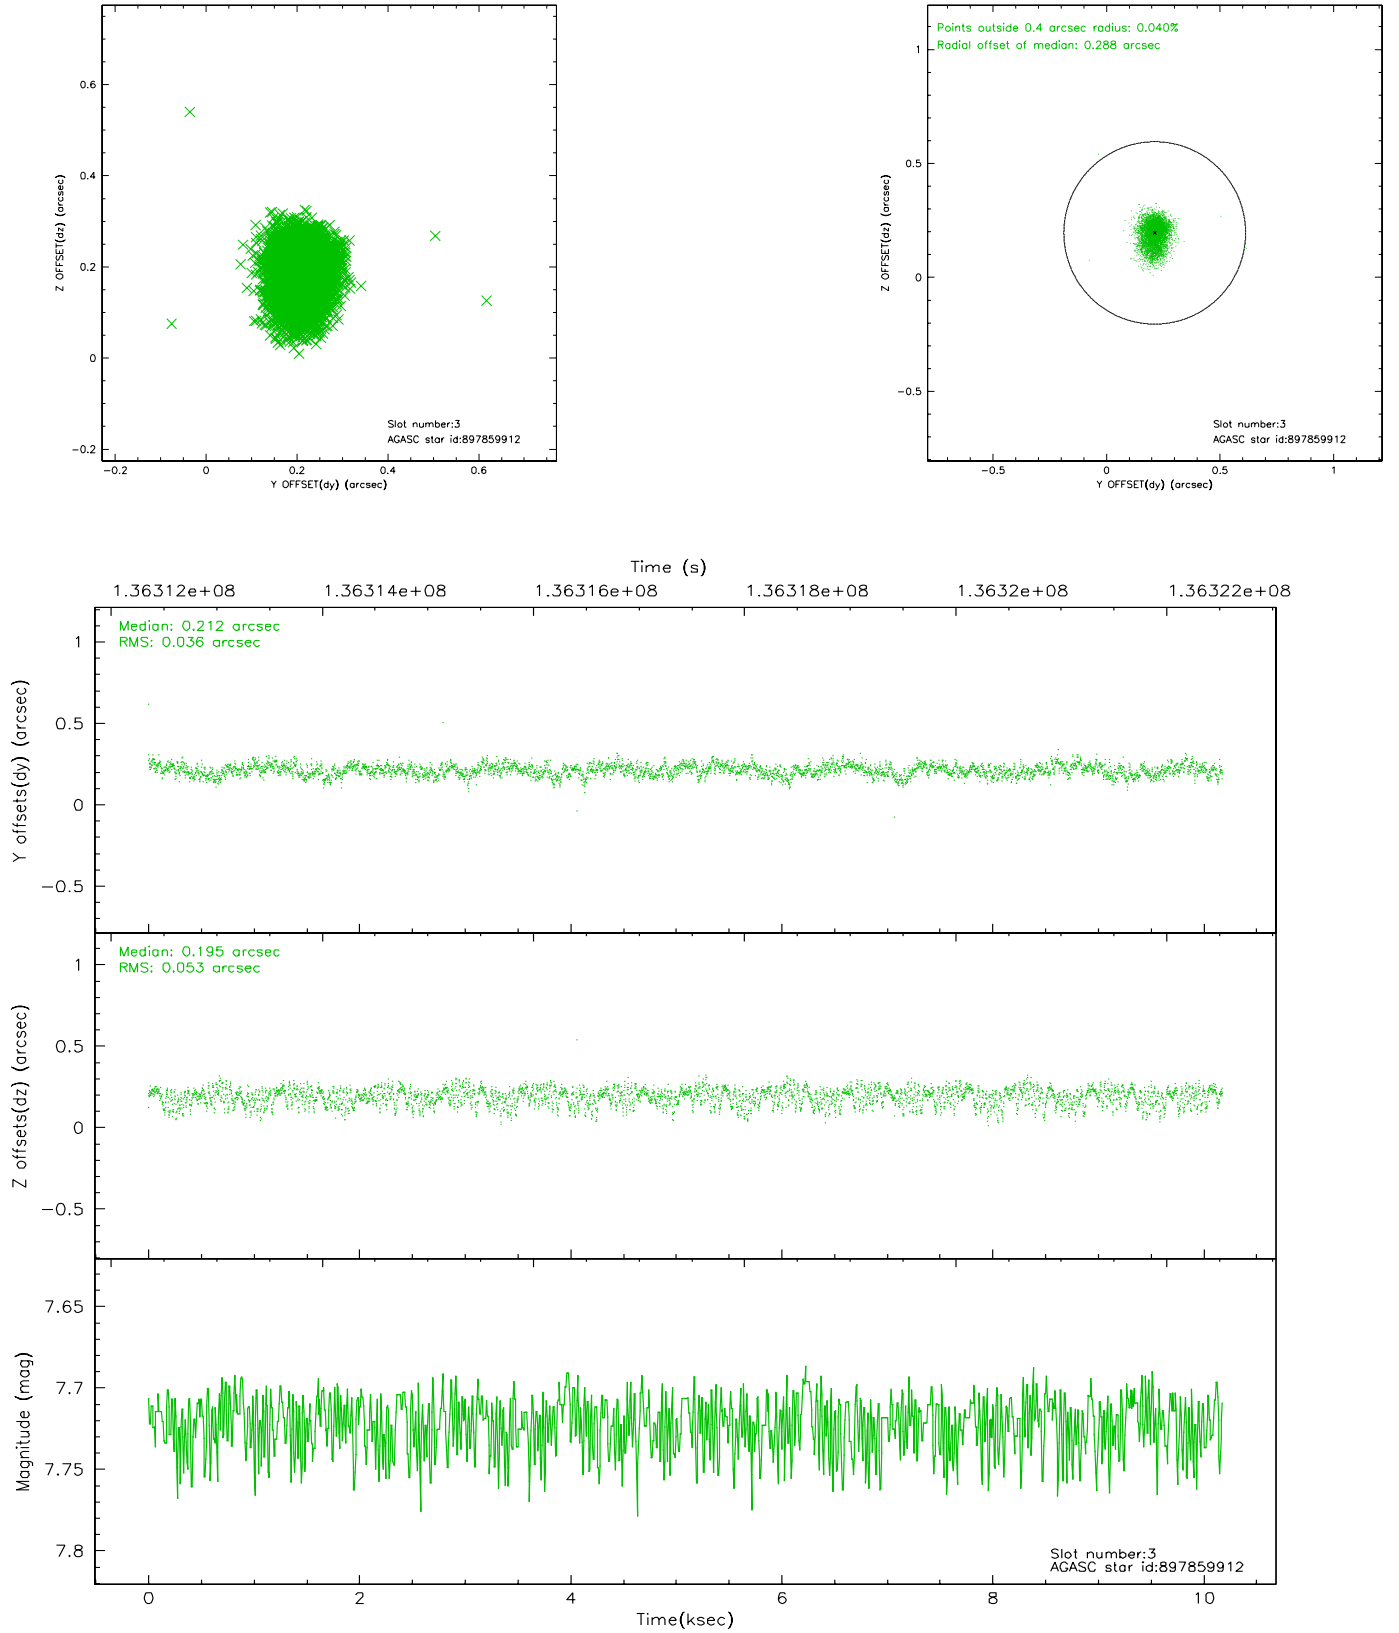 0.6
0.4
0.2
0
-0.2
Z OFFSET(dz) (arcsec)
Slot number:3
AGASC star id:897859912
-0.2 0 0.2 0.4 0.6
Y OFFSET(dy) (arcsec)
Points outside 0.4 arcsec radius: 0.040%
Radial offset of median: 0.288 arcsec
1
0.5
0
-0.5
Z OFFSET(dz) (arcsec)
Slot number:3
AGASC star id:897859912
-0.5 0 0.5 1
Y OFFSET(dy) (arcsec)
Time (s)
1.36312e+08 1.36314e+08 1.36316e+08 1.36318e+08 1.3632e+08 1.36322e+08
Median: 0.212 arcsec
RMS: 0.036 arcsec
1
0.5
0
-0.5
Y offsets(dy) (arcsec)
Median: 0.195 arcsec
RMS: 0.053 arcsec
1
0.5
0
-0.5
Z offsets(dz) (arcsec)
7.65
7.7
7.75
7.8
Magnitude (mag)
Slot number:3
AGASC star id:897859912
0 2 4 6 8 10
Time(ksec)